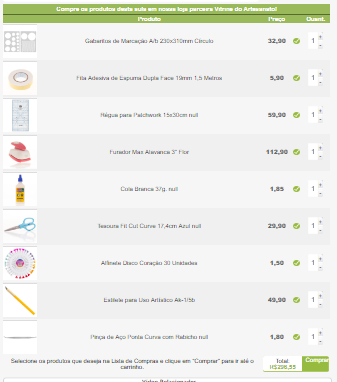 Compre os produtos desta aula em nossa loja parceira Vitrine do Artesanato!
Produto Preço Quant.
Gabaritos de Marcação A/b 230x310mm Círculo 32,90 1
Fita Adesiva de Espuma Dupla Face 19mm 1,5 Metros 5,90 1
Régua para Patchwork 15x30cm null 59,90 1
Furador Max Alavanca 3" Flor 112,90 1
Cola Branca 37g. null 1,85 1
Tesoura Fit Cut Curve 17,4cm Azul null 29,90 1
Alfinete Disco Coração 30 Unidades 1,50 1
Estilete para Uso Artístico Ak-1/5b 49,90 1
Pinça de Aço Ponta Curva com Rabicho null 1,80 1
Selecione os produtos que deseja na Lista de Compras e clique em "Comprar" para ir até o
carrinho.
Total:
R$296,55
Comprar